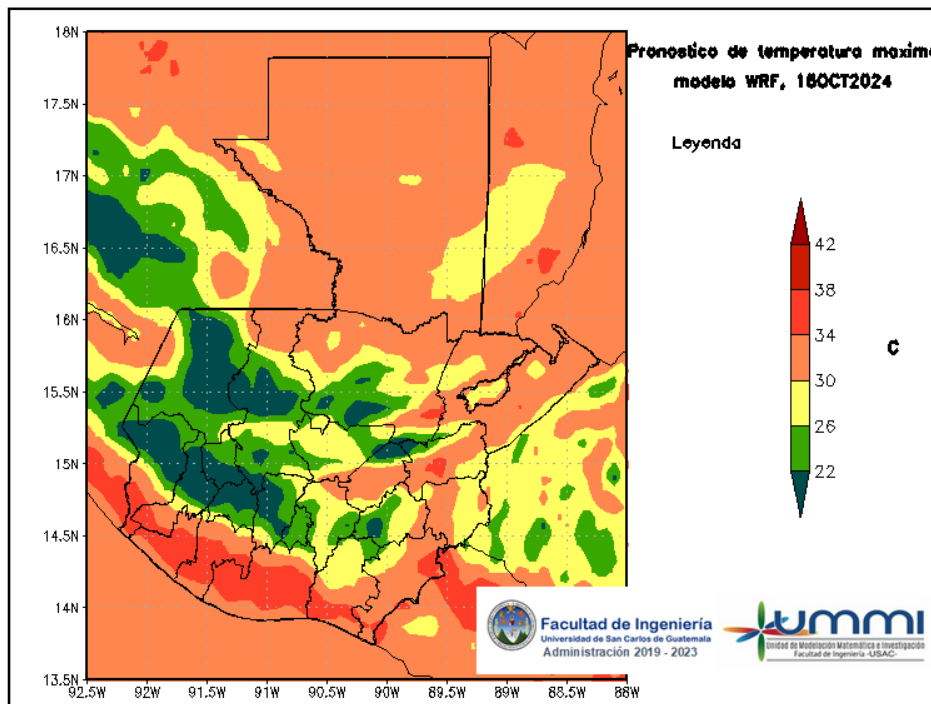 Pronostico de temperatura maxima
modelo WRF, 16OCT2024
Leyenda
18N
17.5N
17N
16.5N
16N
15.5N
15N
14.5N
14N
13.5N
92.5W
92W
91.5W
91W
90.5W
90W
89.5W
89W
88.5W
88W
42
38
34
30
26
22
C
Facultad de Ingeniería
Universidad de San Carlos de Guatemala
Administración 2019 - 2023
UMMI
Unidad de Modelación Matemática e Investigación
Facultad de Ingeniería -USAC-